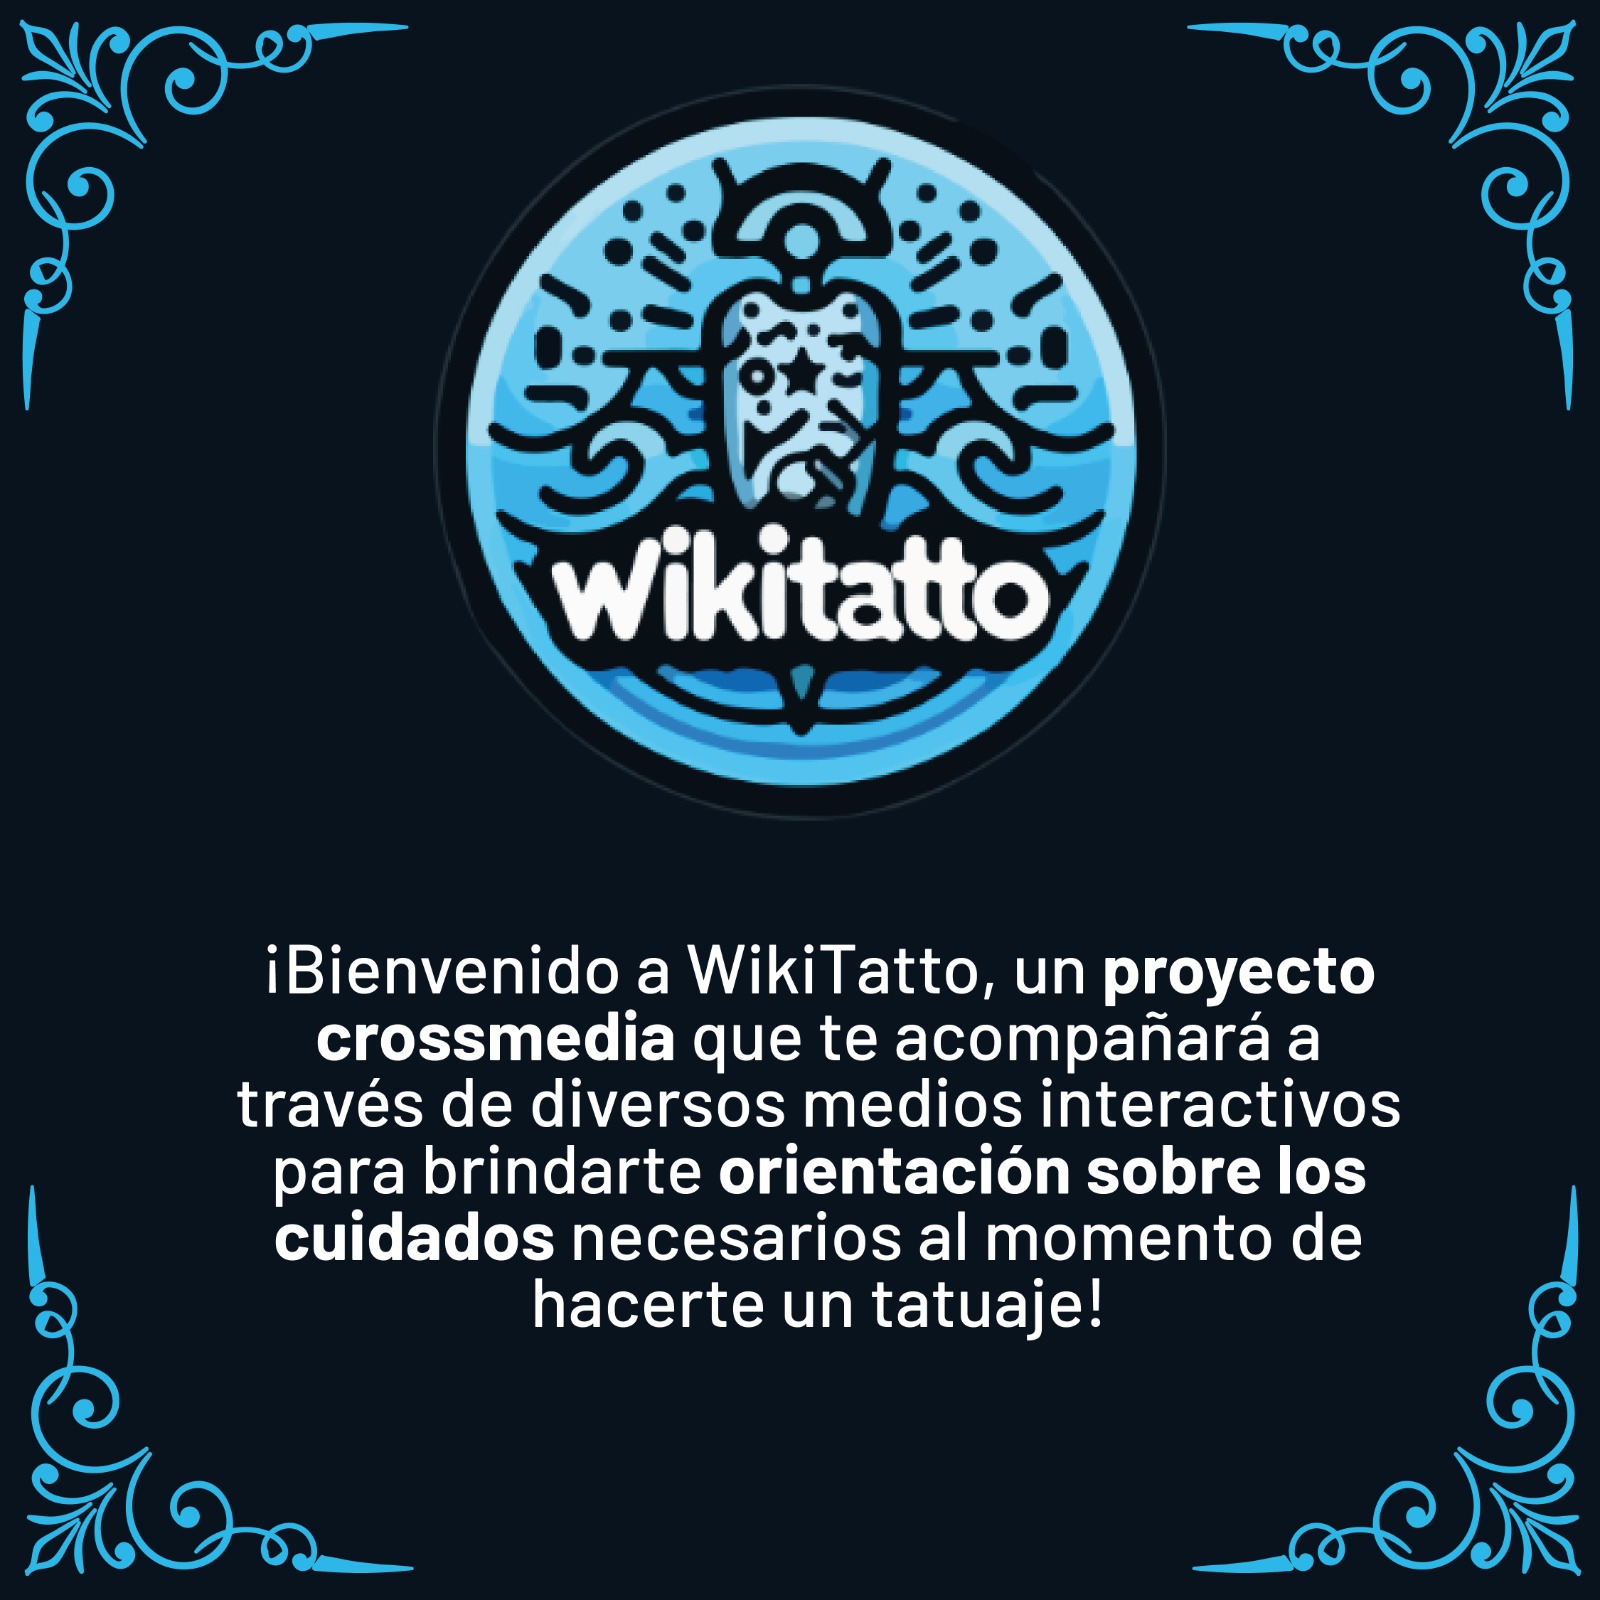 wikitatto
¡Bienvenido a WikiTatto, un proyecto
crossmedia que te acompañará a
través de diversos medios interactivos
para brindarte orientación sobre los
cuidados necesarios al momento de
hacerte un tatuaje!